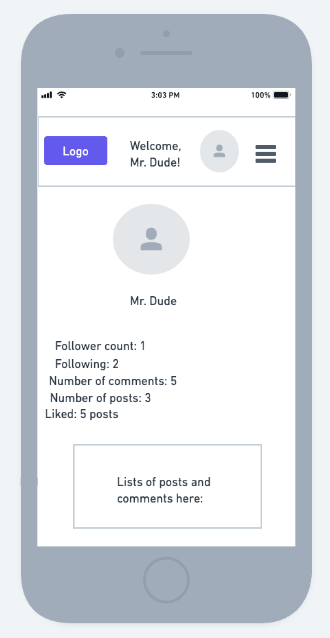 3:03 PM
100%
Logo
Welcome,
Mr. Dude!
Mr. Dude
Follower count: 1
Following: 2
Number of comments: 5
Number of posts: 3
Liked: 5 posts
Lists of posts and
comments here: